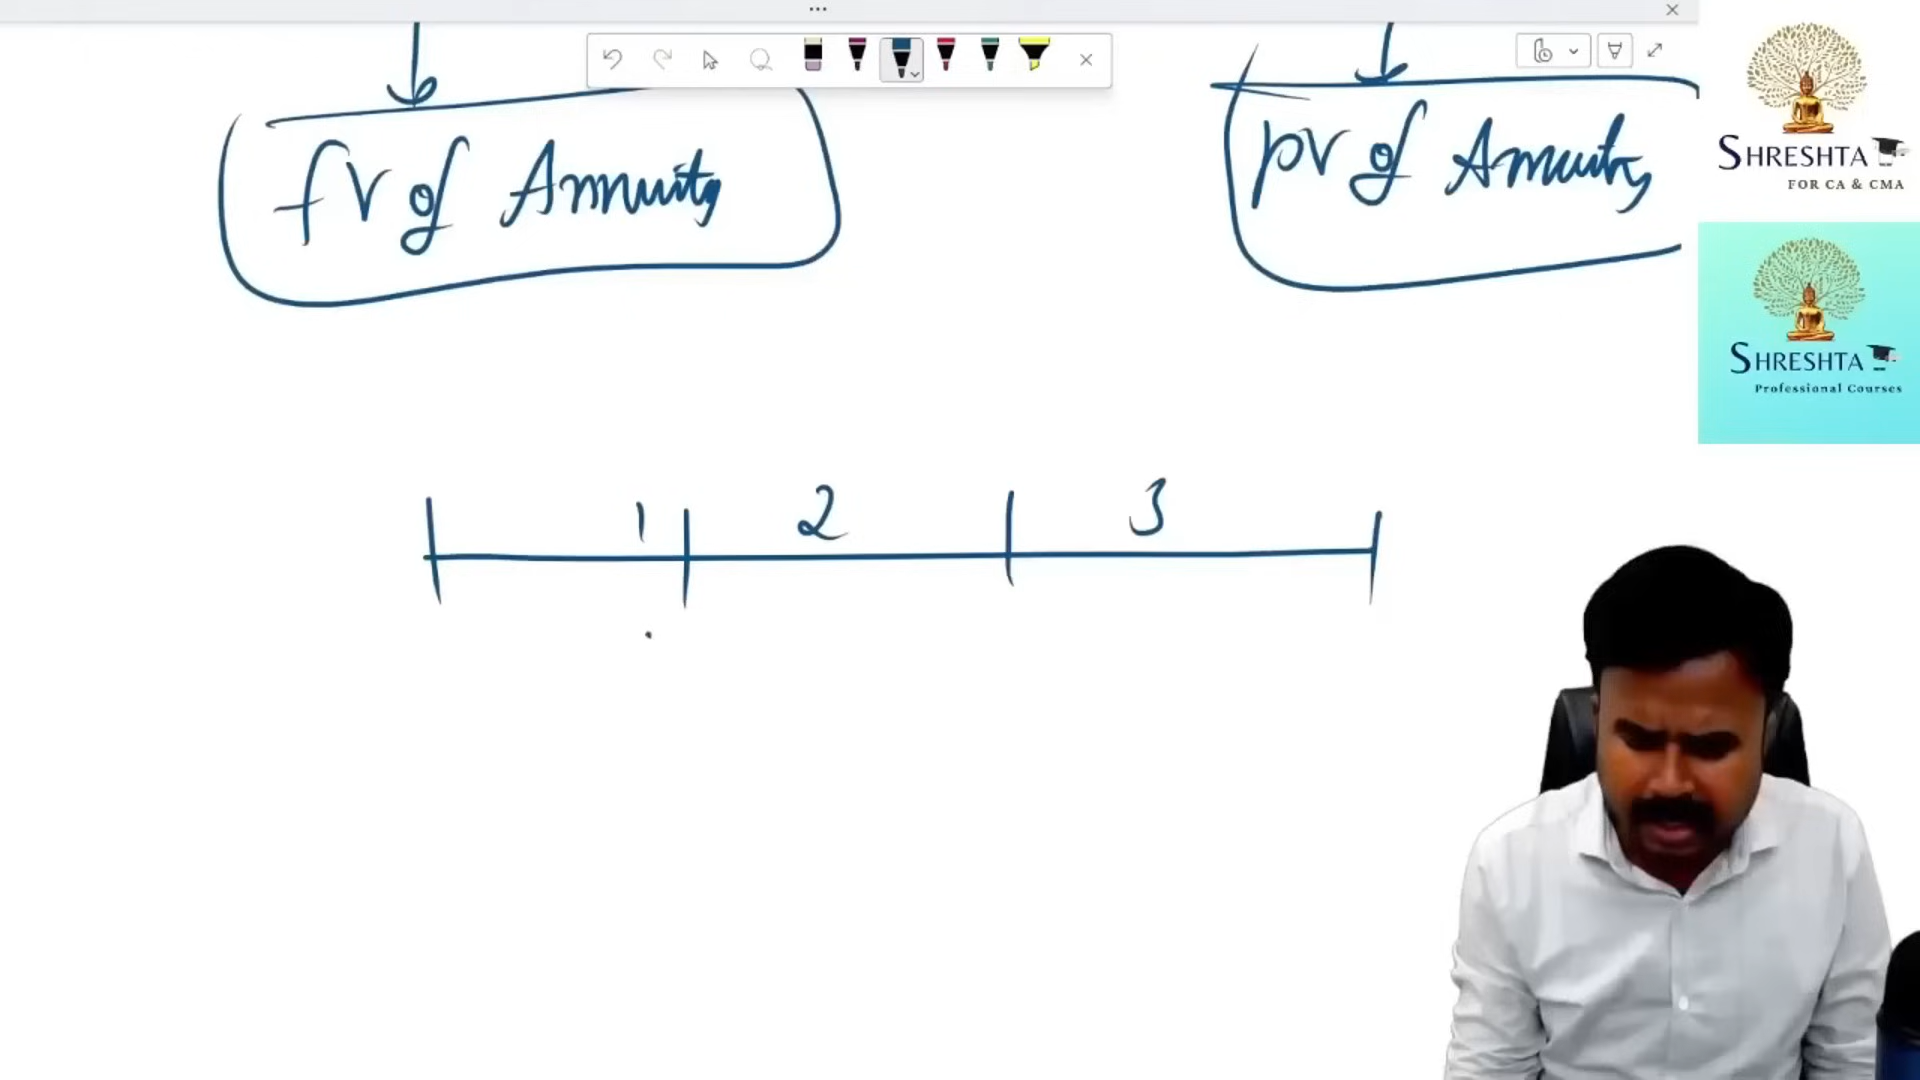 fv of Annuity
pv of Annuity
SHRESHTA
FOR CA & CMA
SHRESHTA
Professional Courses
1 2 3